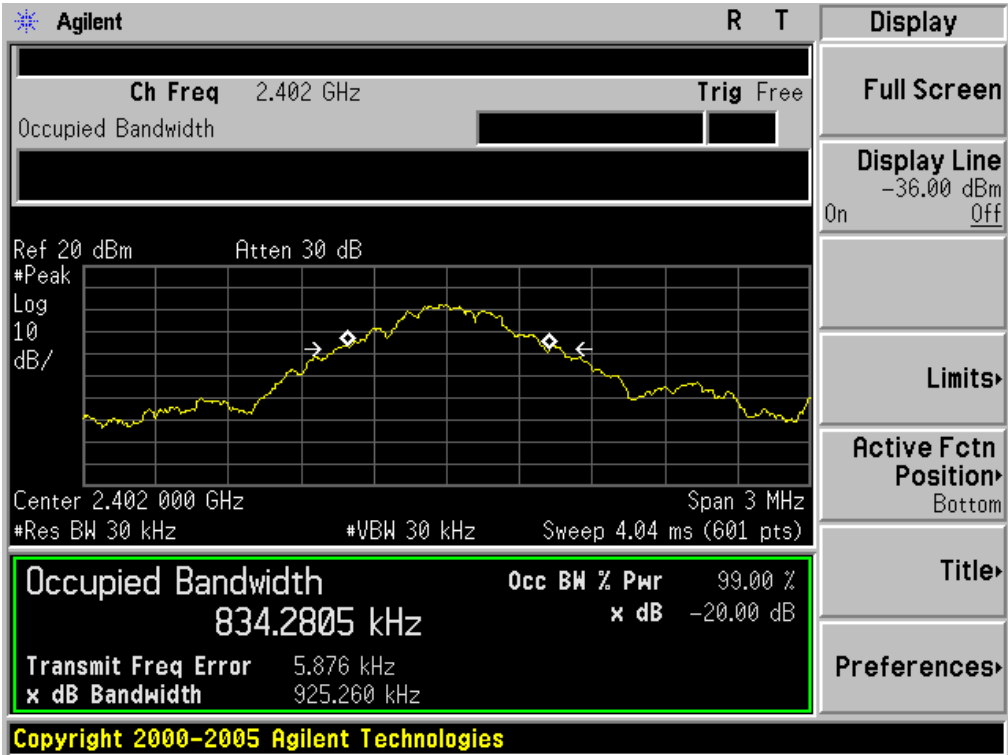 Agilent R T
Display
Ch Freq 2.402 GHz Trig Free
Occupied Bandwidth
Ref 20 dBm Atten 30 dB
#Peak
Log
10
dB/
Center 2.402 000 GHz Span 3 MHz
#Res BW 30 kHz #VBW 30 kHz Sweep 4.04 ms (601 pts)
Occupied Bandwidth Occ BW % Pwr 99.00 %
834.2805 kHz x dB -20.00 dB
Transmit Freq Error 5.876 kHz
x dB Bandwidth 925.260 kHz
Full Screen
Display Line
-36.00 dBm
On Off
Limits
Active Fctn
Position
Bottom
Title
Preferences
Copyright 2000-2005 Agilent Technologies